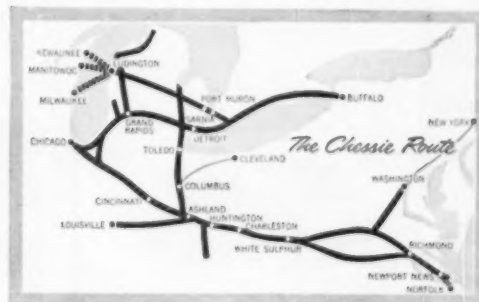 KEWAUNEE
LUDINGTON
MANITOWOC
MILWAUKEE
PORT HURON
BUFFALO
GRAND RAPIDS
SARNIA
DETROIT
NEW YORK
CHICAGO
TOLEDO
The Chessie Route
CLEVELAND
WASHINGTON
COLUMBUS
CINCINNATI
ASHLAND
HUNTINGTON
LOUISVILLE
CHARLESTON
WHITE SULPHUR
RICHMOND
NEWPORT NEWS
NORFOLK